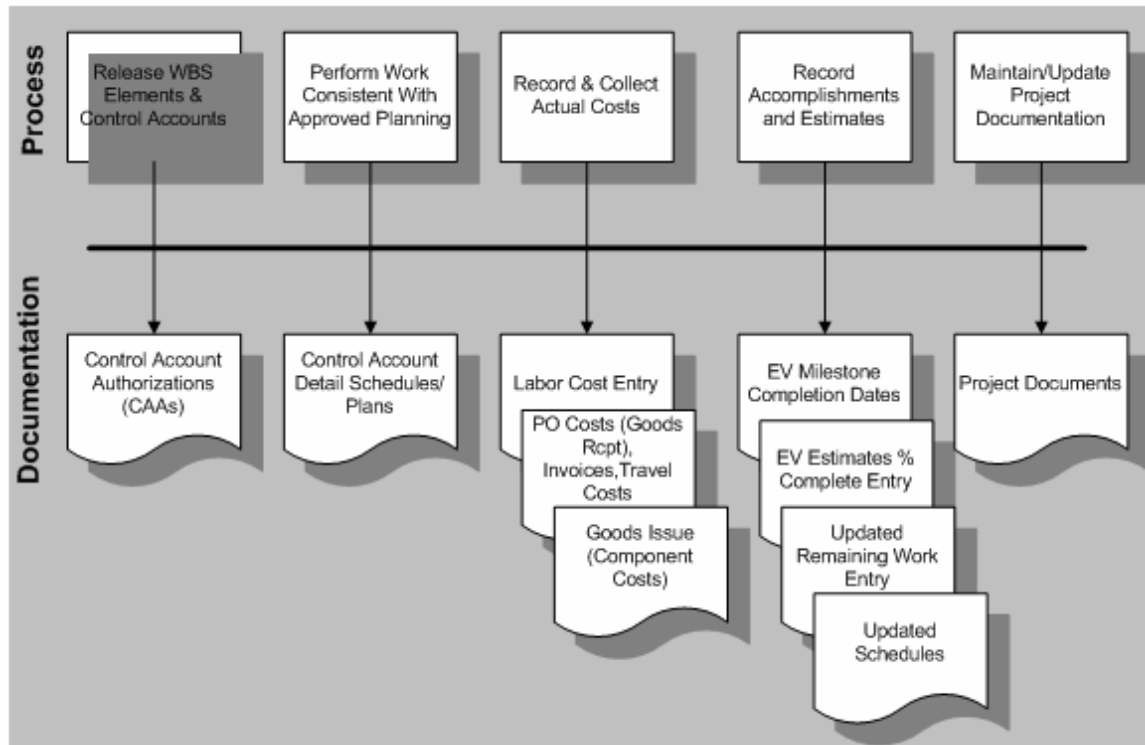 Process
Release WBS
Elements &
Control Accounts
Perform Work
Consistent With
Approved Planning
Record & Collect
Actual Costs
Record
Accomplishments
and Estimates
Maintain/Update
Project
Documentation
Documentation
Control Account
Authorizations
(CAAs)
Control Account
Detail Schedules/
Plans
Labor Cost Entry
PO Costs (Goods
Rcpt),
Invoices,Travel
Costs
Goods Issue
(Component
Costs)
EV Milestone
Completion Dates
EV Estimates %
Complete Entry
Updated
Remaining Work
Entry
Updated
Schedules
Project Documents